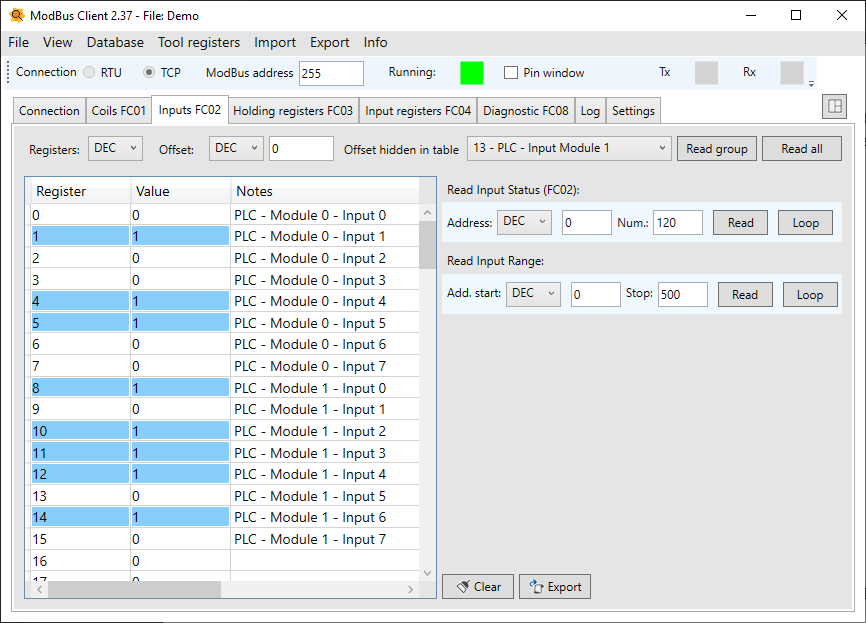 ModBus Client 2.37 - File: Demo
File View Database Tool registers Import Export Info
Connection RTU TCP ModBus address 255 Running: Pin window Tx Rx
Connection Coils FC01 Inputs FC02 Holding registers FC03 Input registers FC04 Diagnostic FC08 Log Settings
Registers: DEC Offset: DEC 0 Offset hidden in table 13 - PLC - Input Module 1 Read group Read all
Register Value Notes
0 0 PLC - Module 0 - Input 0
1 1 PLC - Module 0 - Input 1
2 0 PLC - Module 0 - Input 2
3 0 PLC - Module 0 - Input 3
4 1 PLC - Module 0 - Input 4
5 1 PLC - Module 0 - Input 5
6 0 PLC - Module 0 - Input 6
7 0 PLC - Module 0 - Input 7
8 1 PLC - Module 1 - Input 0
9 0 PLC - Module 1 - Input 1
10 1 PLC - Module 1 - Input 2
11 1 PLC - Module 1 - Input 3
12 1 PLC - Module 1 - Input 4
13 0 PLC - Module 1 - Input 5
14 1 PLC - Module 1 - Input 6
15 0 PLC - Module 1 - Input 7
16 0
17 0
Read Input Status (FC02):
Address: DEC 0 Num.: 120 Read Loop
Read Input Range:
Add. start: DEC 0 Stop: 500 Read Loop
Clear Export